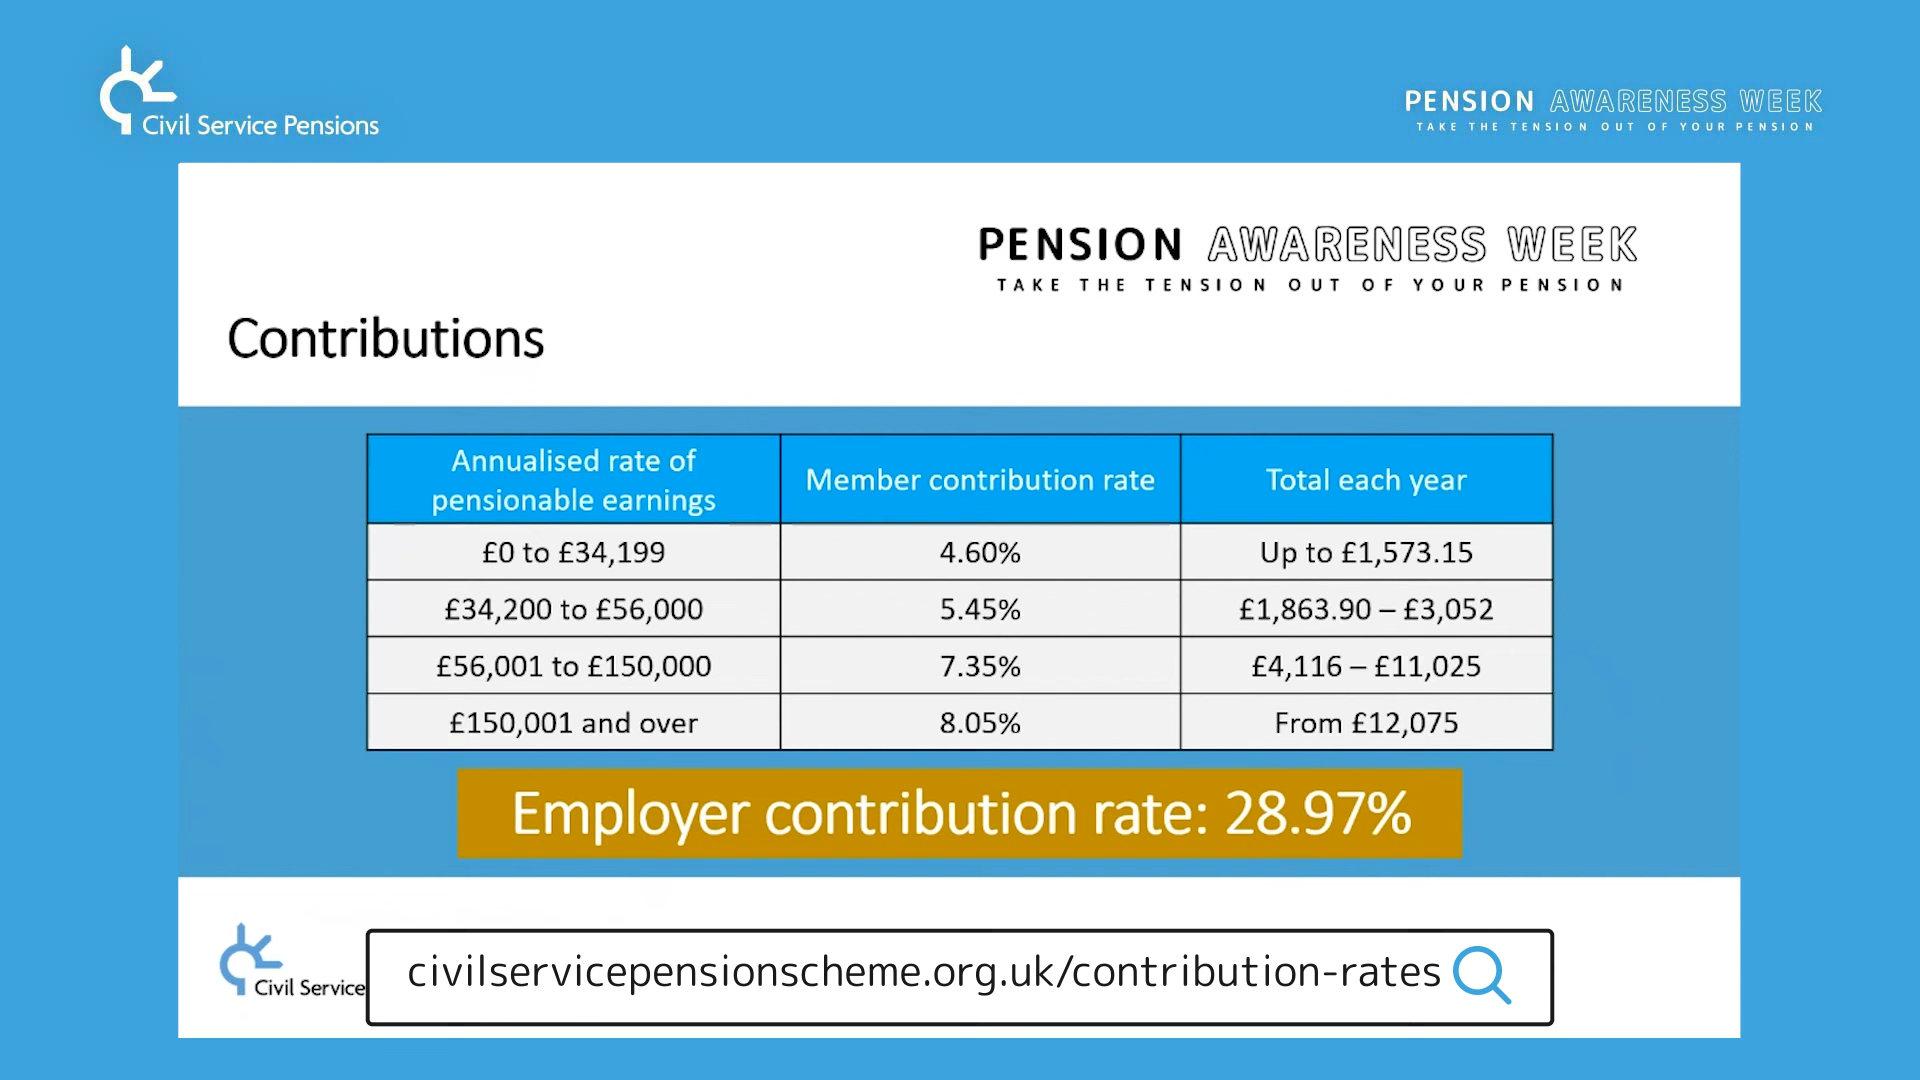 Civil Service Pensions
PENSION AWARENESS WEEK
TAKE THE TENSION OUT OF YOUR PENSION
PENSION AWARENESS WEEK
TAKE THE TENSION OUT OF YOUR PENSION
Contributions
Annualised rate of
pensionable earnings
Member contribution rate
Total each year
£0 to £34,199
4.60%
Up to £1,573.15
£34,200 to £56,000
5.45%
£1,863.90 – £3,052
£56,001 to £150,000
7.35%
£4,116 – £11,025
£150,001 and over
8.05%
From £12,075
Employer contribution rate: 28.97%
Civil Service
civilservicepensionscheme.org.uk/contribution-rates